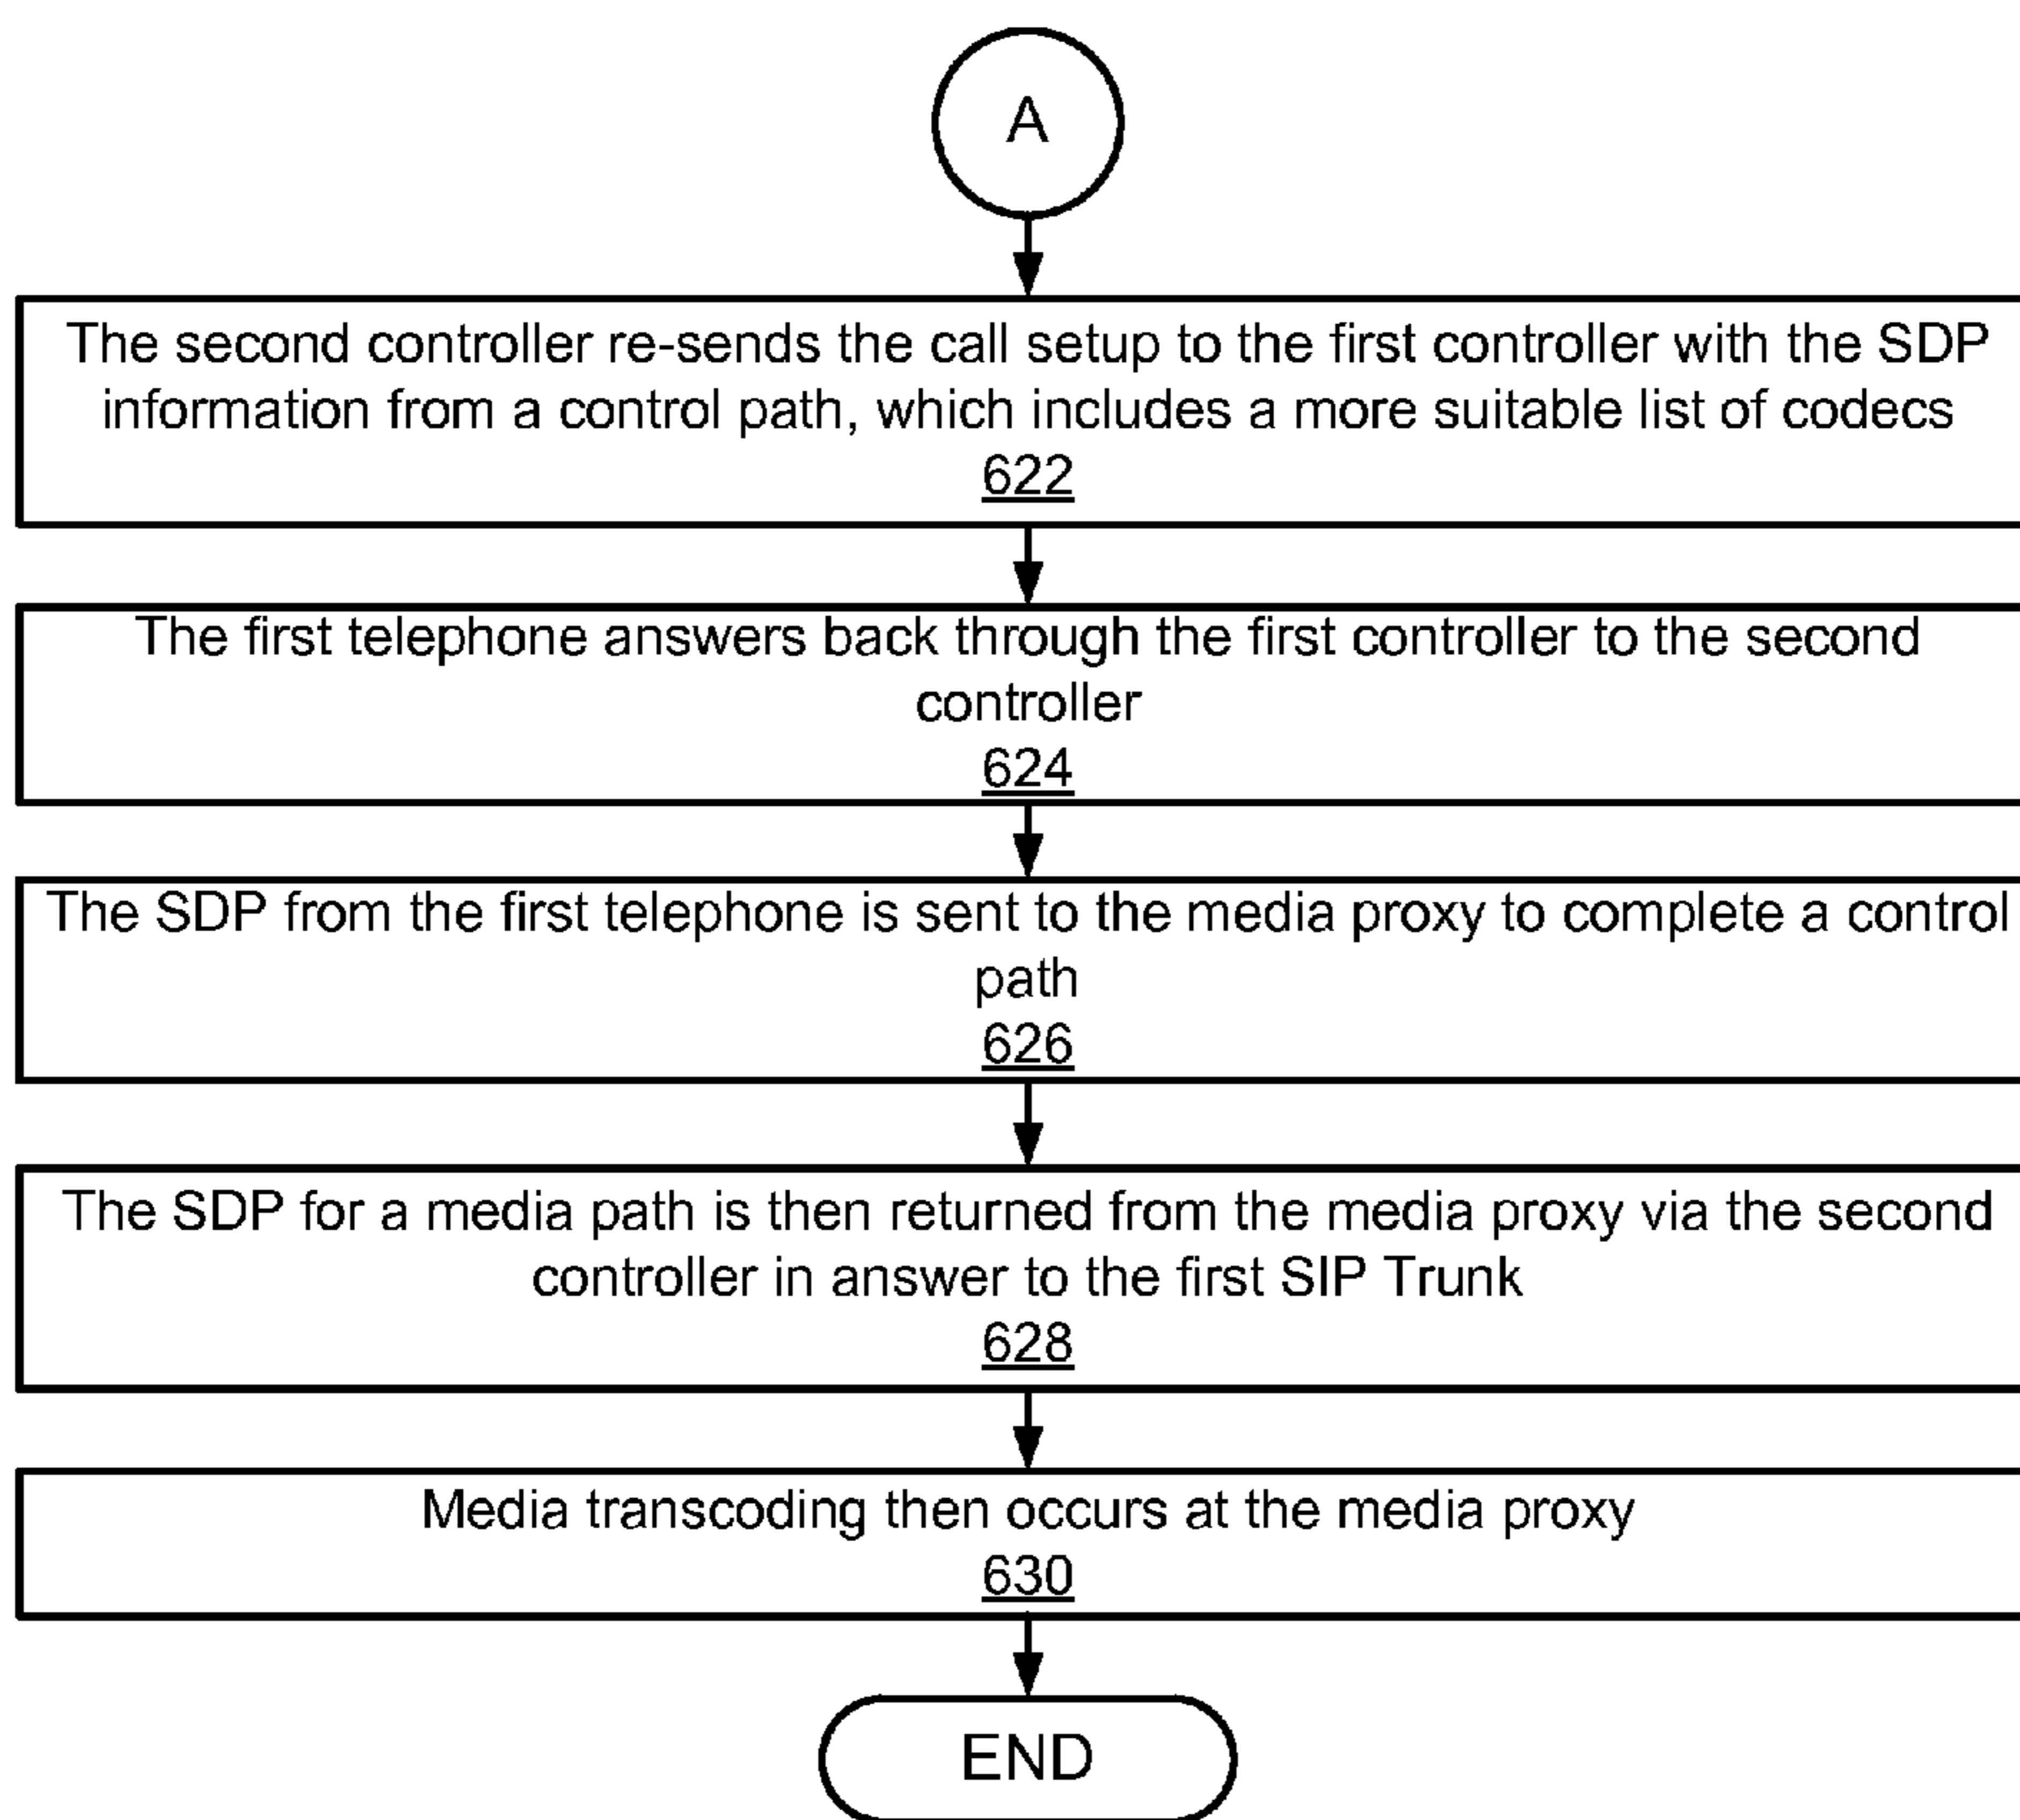 A
The second controller re-sends the call setup to the first controller with the SDP
information from a control path, which includes a more suitable list of codecs
622
The first telephone answers back through the first controller to the second
controller
624
The SDP from the first telephone is sent to the media proxy to complete a control
path
626
The SDP for a media path is then returned from the media proxy via the second
controller in answer to the first SIP Trunk
628
Media transcoding then occurs at the media proxy
630
END